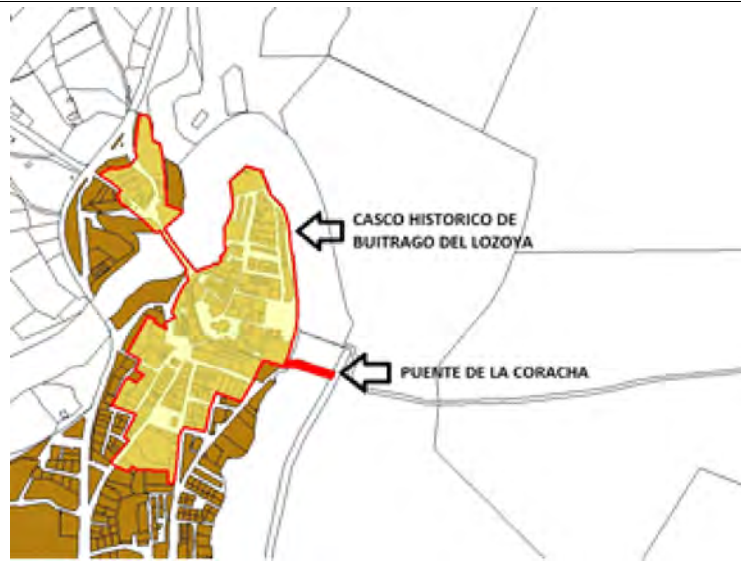 CASCO HISTORICO DE
BUITRAGO DEL LOZOYA
PUENTE DE LA CORACHA